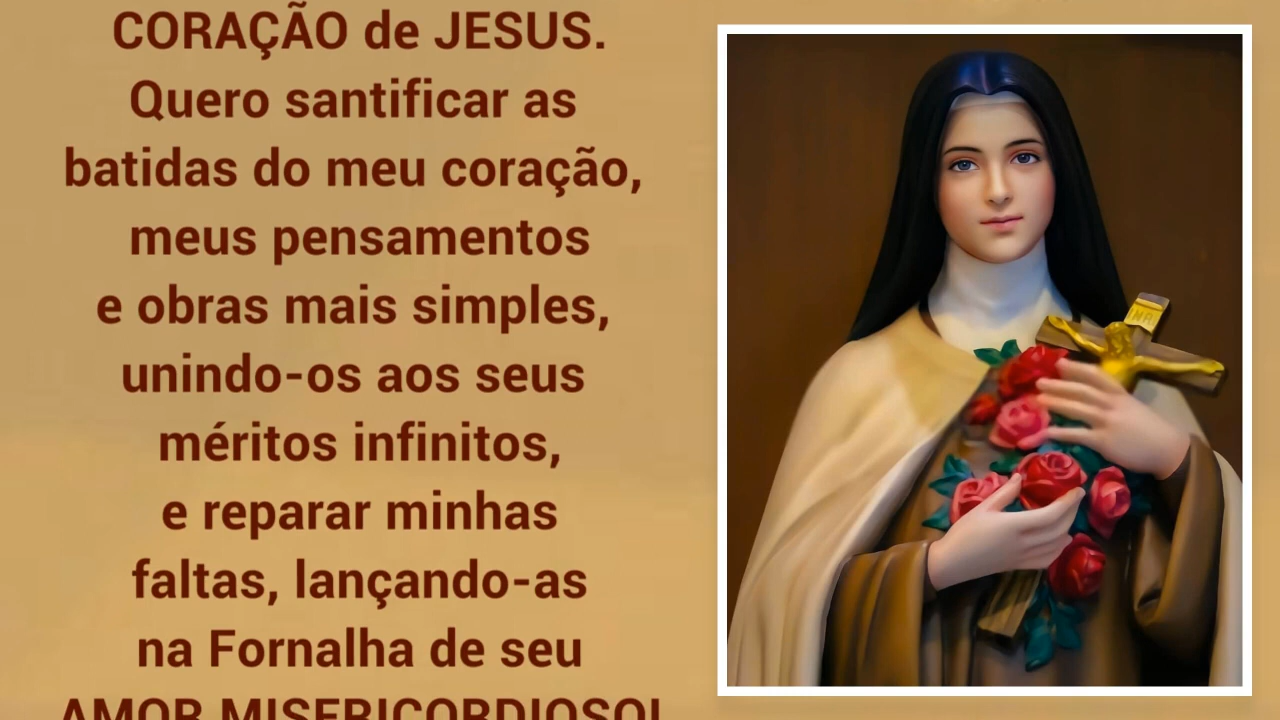 CORAÇÃO de JESUS.
Quero santificar as
batidas do meu coração,
meus pensamentos
e obras mais simples,
unindo-os aos seus
méritos infinitos,
e reparar minhas
faltas, lançando-as
na Fornalha de seu
AMOR MISERICORDIOSO!
INRI